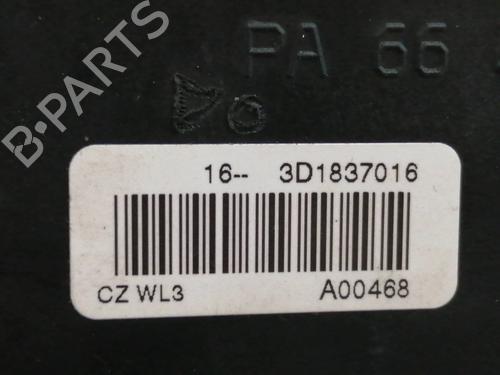 B-PARTS
PA 66
16-- 3D1837016
CZ WL3 A00468